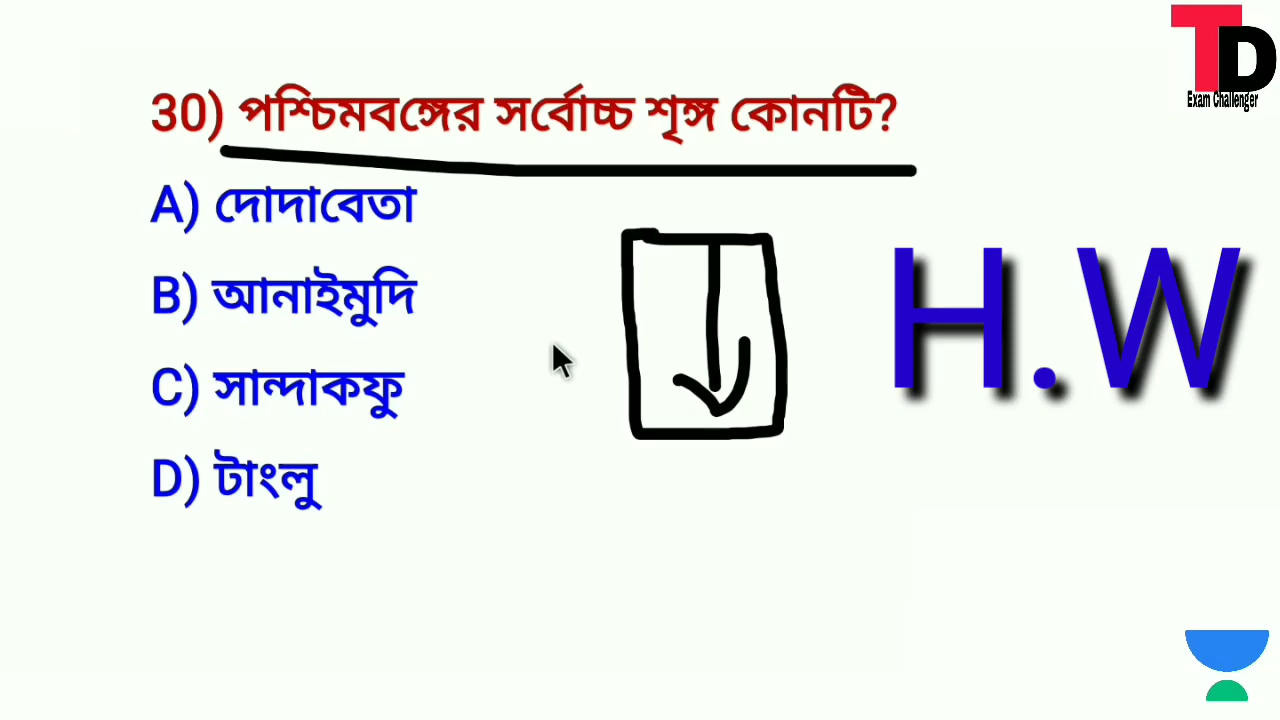 TD
Exam Challenger
30) পশ্চিমবঙ্গের সর্বোচ্চ শৃঙ্গ কোনটি?
A) দোদাবেতা
B) আনাইমুদি
C) সান্দাকফু
D) টাংলু
H.W